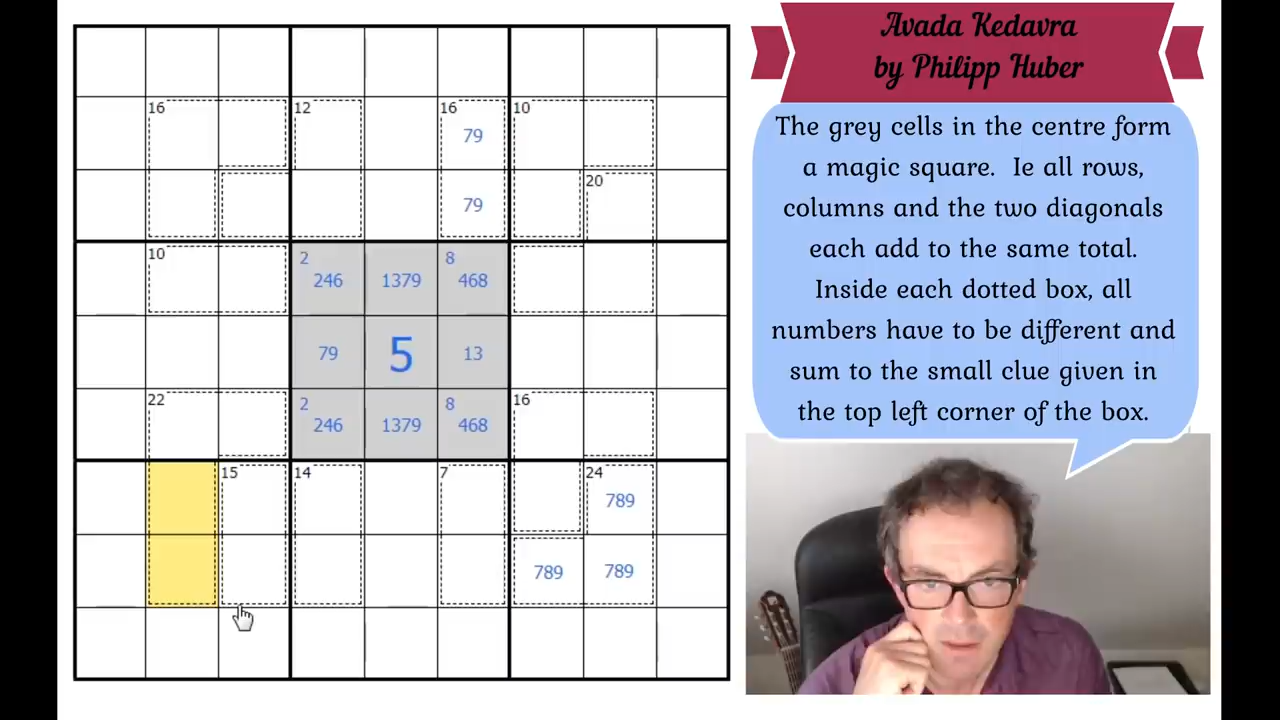 Avada Kedavra
by Philipp Huber
The grey cells in the centre form
a magic square. Ie all rows,
columns and the two diagonals
each add to the same total.
Inside each dotted box, all
numbers have to be different and
sum to the small clue given in
the top left corner of the box.
16 12 16 10
79
20
79
10 2 8
246 1379 468
79 5 13
22 2 8 16
246 1379 468
15 14 7 24
789
789 789